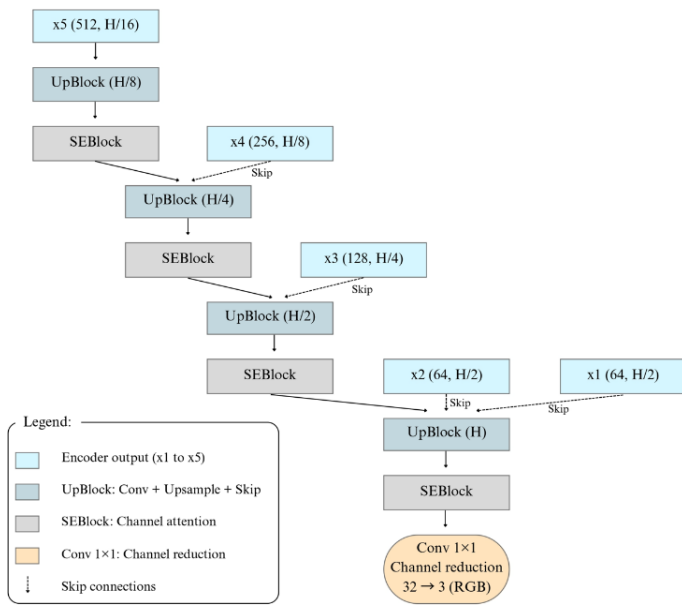 x5 (512, H/16)
UpBlock (H/8)
SEBlock
x4 (256, H/8)
Skip
UpBlock (H/4)
SEBlock
x3 (128, H/4)
Skip
UpBlock (H/2)
SEBlock
x2 (64, H/2)
x1 (64, H/2)
Skip
Skip
UpBlock (H)
SEBlock
Conv 1×1
Channel reduction
32 → 3 (RGB)
Legend:
Encoder output (x1 to x5)
UpBlock: Conv + Upsample + Skip
SEBlock: Channel attention
Conv 1×1: Channel reduction
Skip connections